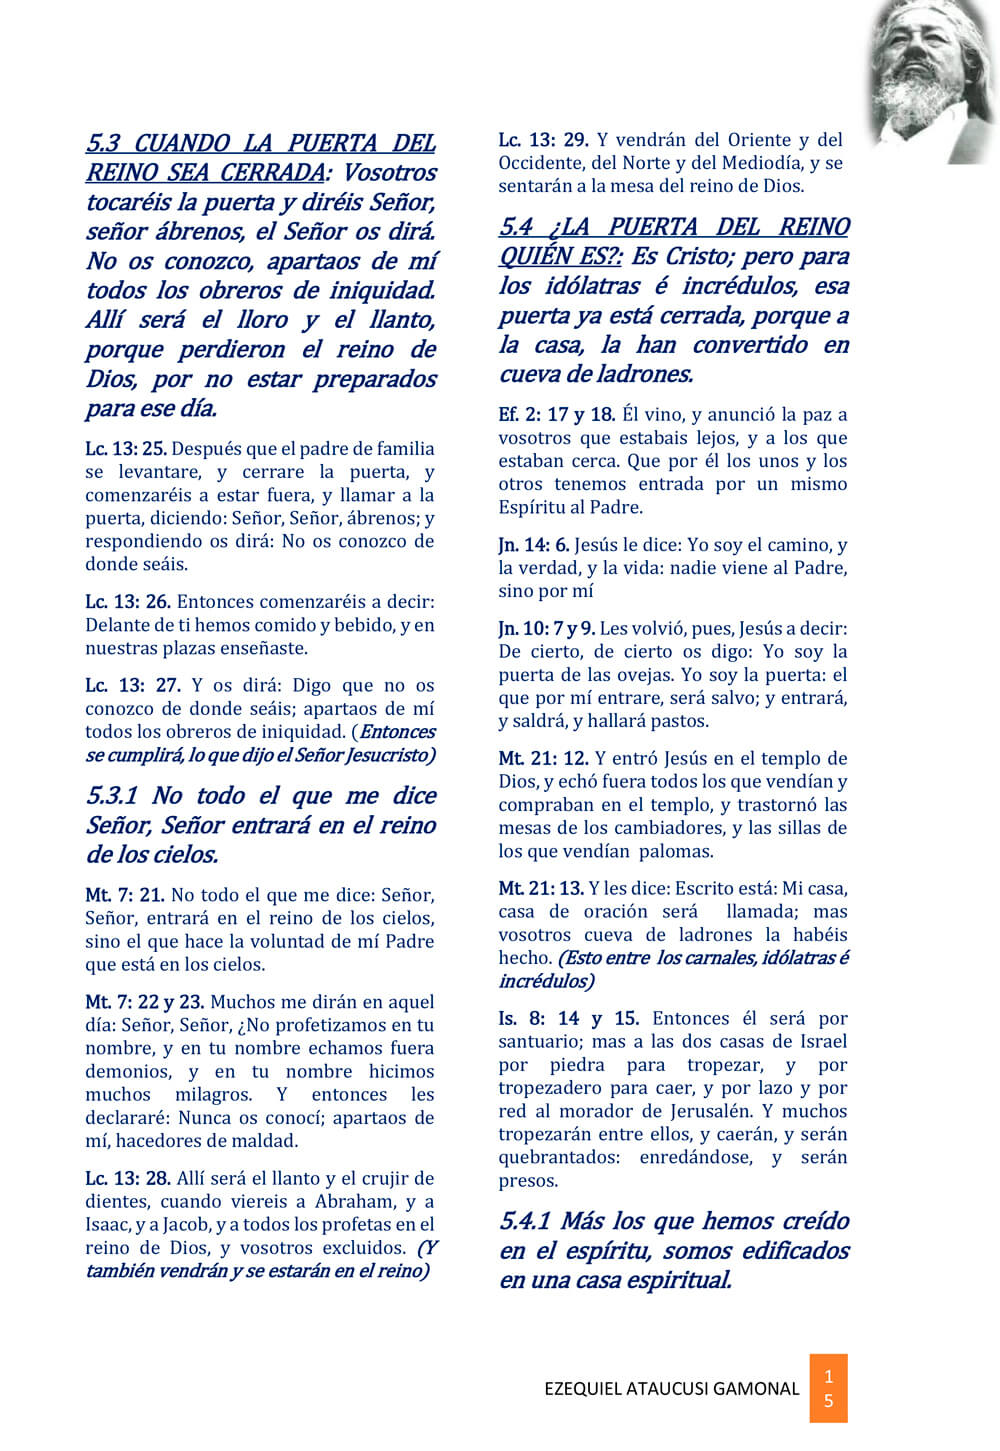 5.3 CUANDO LA PUERTA DEL
REINO SEA CERRADA: Vosotros
tocaréis la puerta y diréis Señor,
señor ábrenos, el Señor os dirá.
No os conozco, apartaos de mí
todos los obreros de iniquidad.
Allí será el lloro y el llanto,
porque perdieron el reino de
Dios, por no estar preparados
para ese día.
Lc. 13: 25. Después que el padre de familia
se levantare, y cerrare la puerta, y
comenzaréis a estar fuera, y llamar a la
puerta, diciendo: Señor, Señor, ábrenos; y
respondiendo os dirá: No os conozco de
donde seáis.
Lc. 13: 26. Entonces comenzaréis a decir:
Delante de ti hemos comido y bebido, y en
nuestras plazas enseñaste.
Lc. 13: 27. Y os dirá: Digo que no os
conozco de donde seáis; apartaos de mí
todos los obreros de iniquidad. (Entonces
se cumplirá, lo que dijo el Señor Jesucristo)
5.3.1 No todo el que me dice
Señor, Señor entrará en el reino
de los cielos.
Mt. 7: 21. No todo el que me dice: Señor,
Señor, entrará en el reino de los cielos,
sino el que hace la voluntad de mí Padre
que está en los cielos.
Mt. 7: 22 y 23. Muchos me dirán en aquel
día: Señor, Señor, ¿No profetizamos en tu
nombre, y en tu nombre echamos fuera
demonios, y en tu nombre hicimos
muchos milagros. Y entonces les
declararé: Nunca os conocí; apartaos de
mí, hacedores de maldad.
Lc. 13: 28. Allí será el llanto y el crujir de
dientes, cuando viereis a Abraham, y a
Isaac, y a Jacob, y a todos los profetas en el
reino de Dios, y vosotros excluidos. (Y
también vendrán y se estarán en el reino)
Lc. 13: 29. Y vendrán del Oriente y del
Occidente, del Norte y del Mediodía, y se
sentarán a la mesa del reino de Dios.
5.4 ¿LA PUERTA DEL REINO
QUIÉN ES?: Es Cristo; pero para
los idólatras é incrédulos, esa
puerta ya está cerrada, porque a
la casa, la han convertido en
cueva de ladrones.
Ef. 2: 17 y 18. Él vino, y anunció la paz a
vosotros que estabais lejos, y a los que
estaban cerca. Que por él los unos y los
otros tenemos entrada por un mismo
Espíritu al Padre.
Jn. 14: 6. Jesús le dice: Yo soy el camino, y
la verdad, y la vida: nadie viene al Padre,
sino por mí
Jn. 10: 7 y 9. Les volvió, pues, Jesús a decir:
De cierto, de cierto os digo: Yo soy la
puerta de las ovejas. Yo soy la puerta: el
que por mí entrare, será salvo; y entrará,
y saldrá, y hallará pastos.
Mt. 21: 12. Y entró Jesús en el templo de
Dios, y echó fuera todos los que vendían y
compraban en el templo, y trastornó las
mesas de los cambiadores, y las sillas de
los que vendían palomas.
Mt. 21: 13. Y les dice: Escrito está: Mi casa,
casa de oración será llamada; mas
vosotros cueva de ladrones la habéis
hecho. (Esto entre los carnales, idólatras é
incrédulos)
Is. 8: 14 y 15. Entonces él será por
santuario; mas a las dos casas de Israel
por piedra para tropezar, y por
tropezadero para caer, y por lazo y por
red al morador de Jerusalén. Y muchos
tropezarán entre ellos, y caerán, y serán
quebrantados: enredándose, y serán
presos.
5.4.1 Más los que hemos creído
en el espíritu, somos edificados
en una casa espiritual.
EZEQUIEL ATAUCUSI GAMONAL
1
5